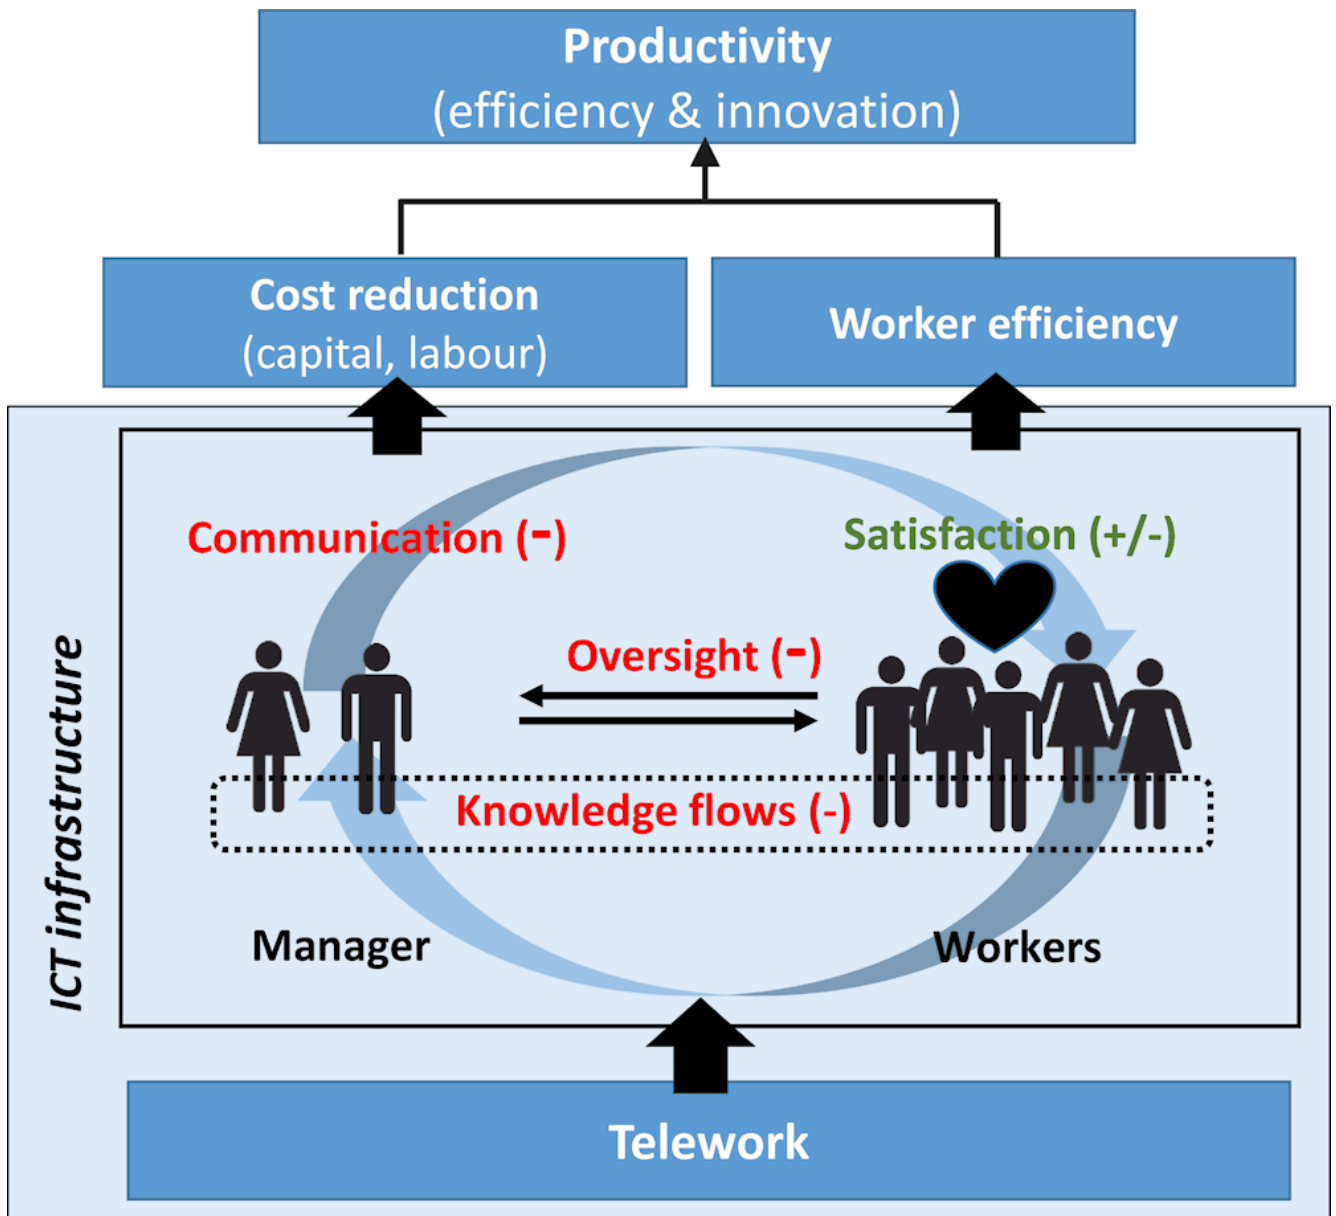 Productivity
(efficiency & innovation)
Cost reduction
(capital, labour)
Worker efficiency
Communication (-)
Satisfaction (+/-)
Oversight (-)
Knowledge flows (-)
Manager
Workers
ICT infrastructure
Telework